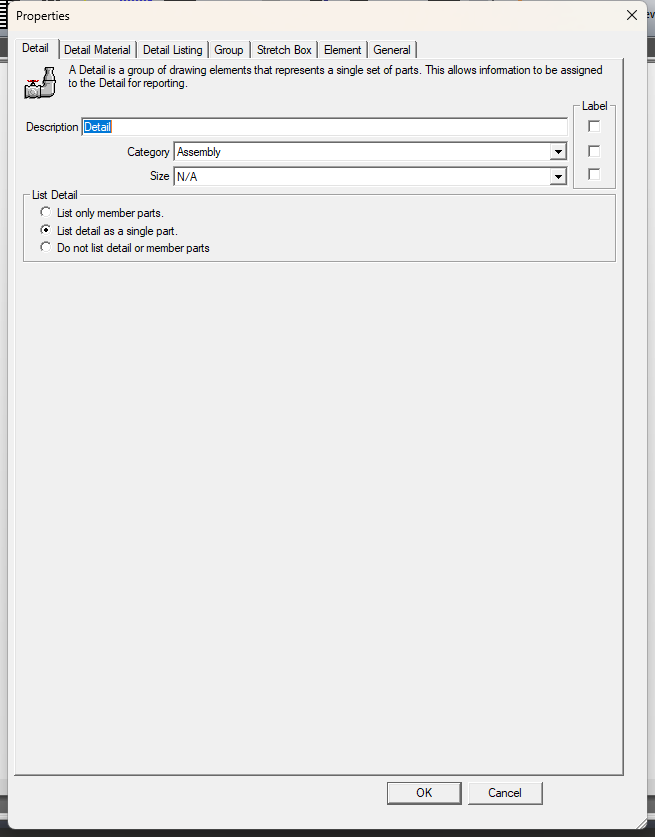 Properties
Detail Detail Material Detail Listing Group Stretch Box Element General
A Detail is a group of drawing elements that represents a single set of parts. This allows information to be assigned
to the Detail for reporting.
Label
Description Detail
Category Assembly
Size N/A
List Detail
List only member parts.
List detail as a single part.
Do not list detail or member parts
OK Cancel